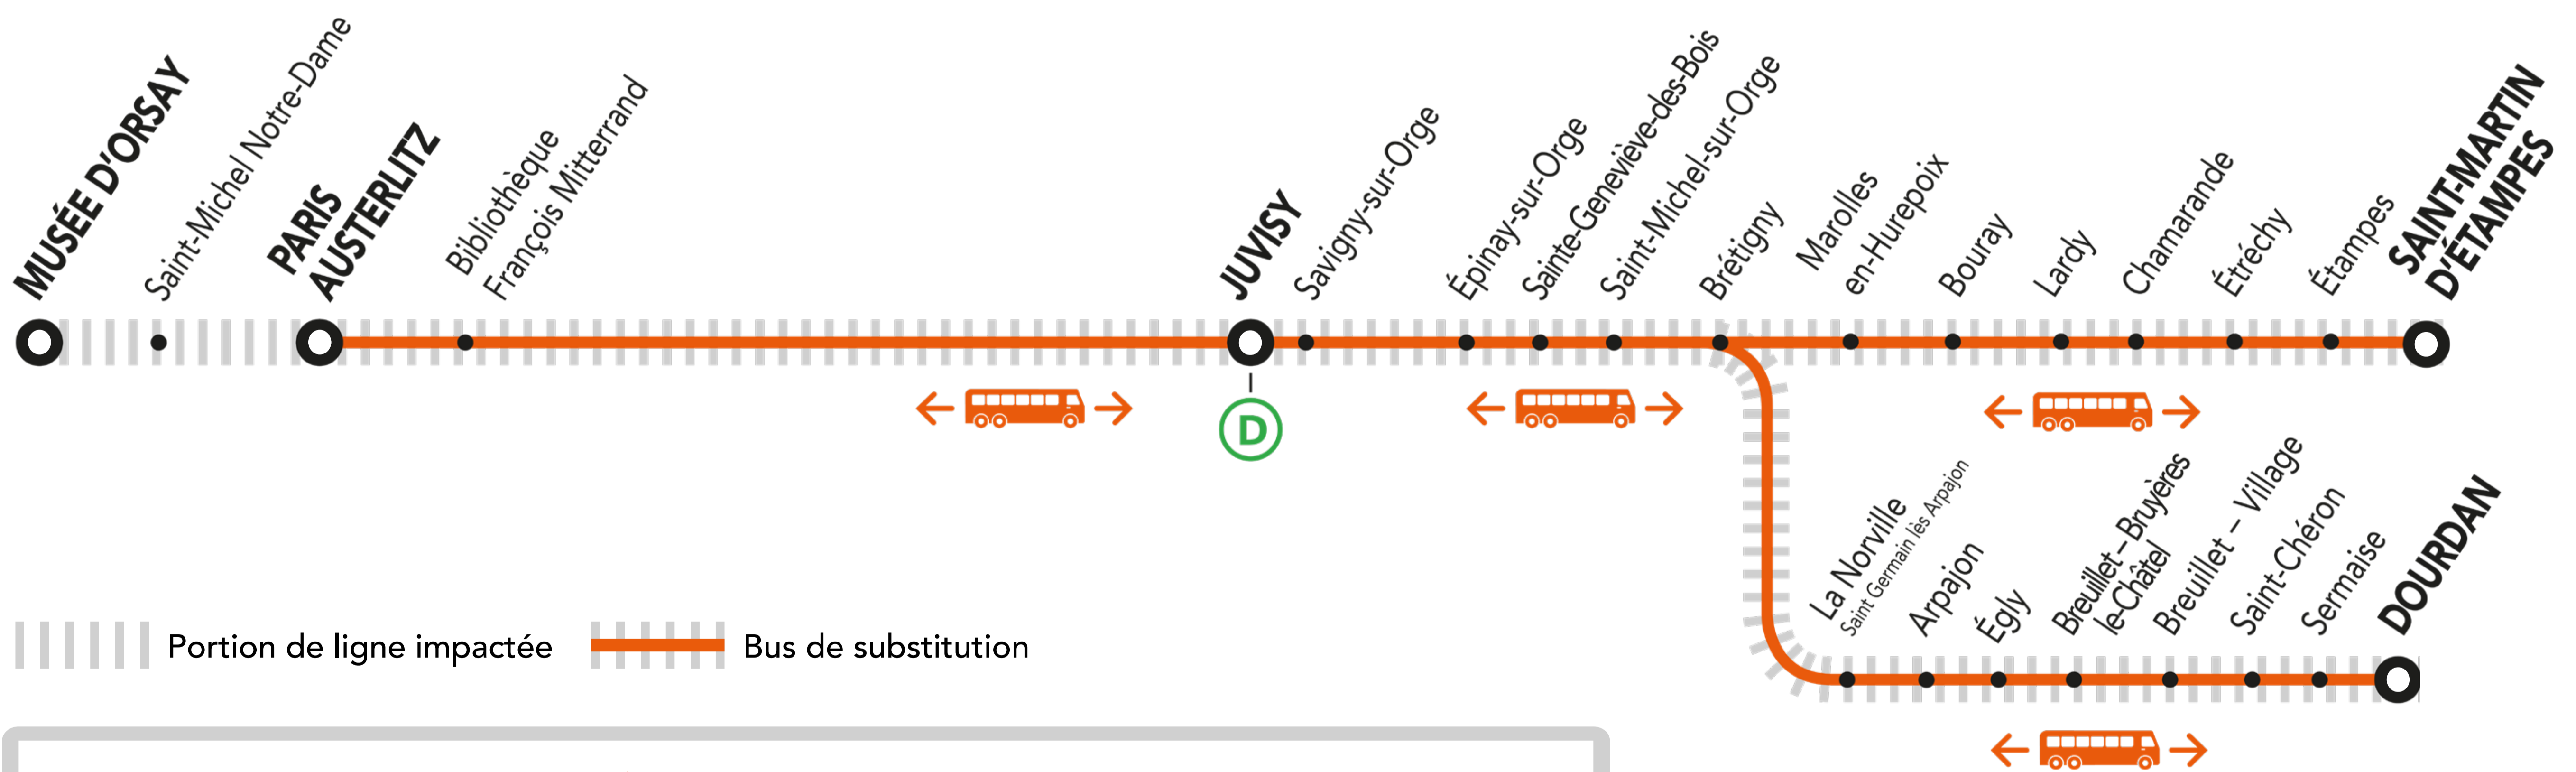 MUSÉE D'ORSAY
Saint-Michel Notre-Dame
PARIS
AUSTERLITZ
Bibliothèque
François Mitterrand
JUVISY
Savigny-sur-Orge
Épinay-sur-Orge
Sainte-Geneviève-des-Bois
Saint-Michel-sur-Orge
Brétigny
Marolles
en-Hurepoix
Bouray
Lardy
Chamarande
Étréchy
Étampes
SAINT-MARTIN
D'ÉTAMPES
D
La Norville
Saint Germain lès Arpajon
Arpajon
Égly
Breuillet – Bruyères
le-Châtel
Breuillet – Village
Saint-Chéron
Sermaise
DOURDAN
Portion de ligne impactée
Bus de substitution